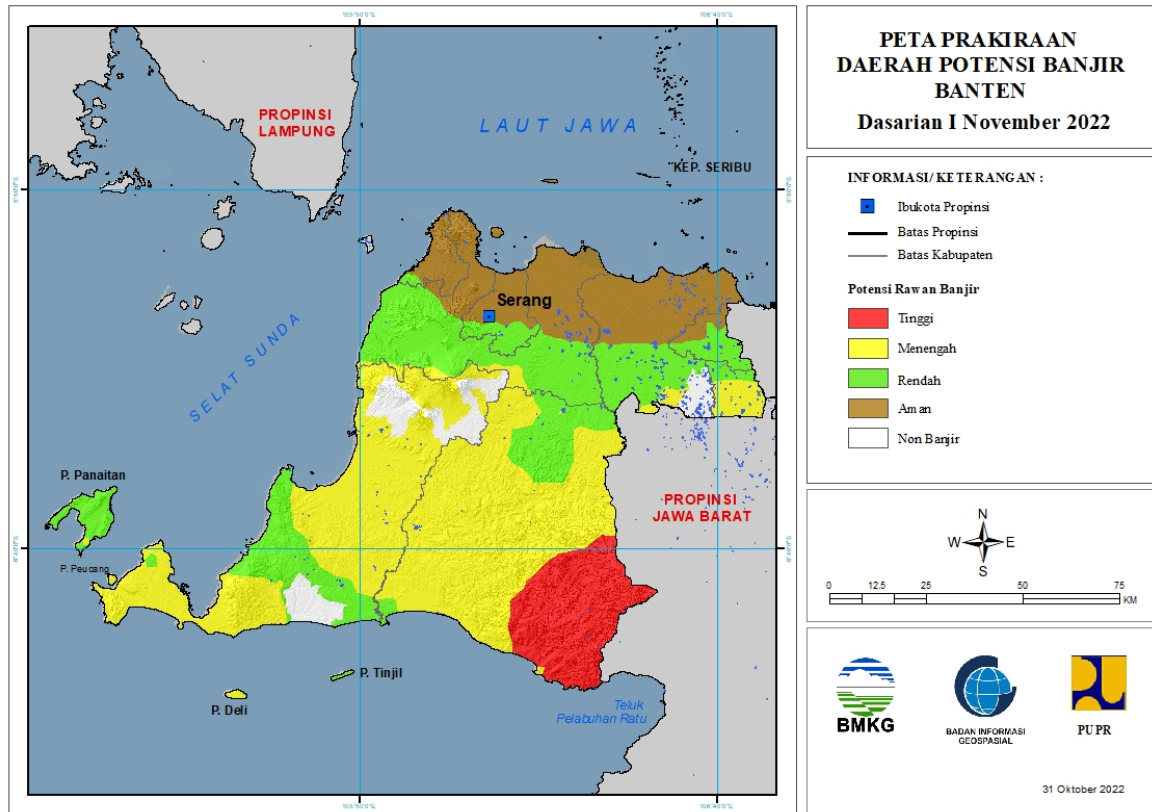 PETA PRAKIRAAN
DAERAH POTENSI BANJIR
BANTEN
Dasarian I November 2022
INFORMASI/ KETERANGAN :
Ibukota Propinsi
Batas Propinsi
Batas Kabupaten
Potensi Rawan Banjir
Tinggi
Menengah
Rendah
Aman
Non Banjir
N
W E
S
0 12.5 25 50 75
KM
BMKG
BADAN INFORMASI
GEOSPASIAL
PUPR
31 Oktober 2022
PROPINSI
LAMPUNG
LAUT JAWA
KEP. SERIBU
Serang
SELAT SUNDA
P. Panaitan
P. Peucang
PROPINSI
JAWA BARAT
P. Tinjil
P. Deli
Teluk
Pelabuhan Ratu